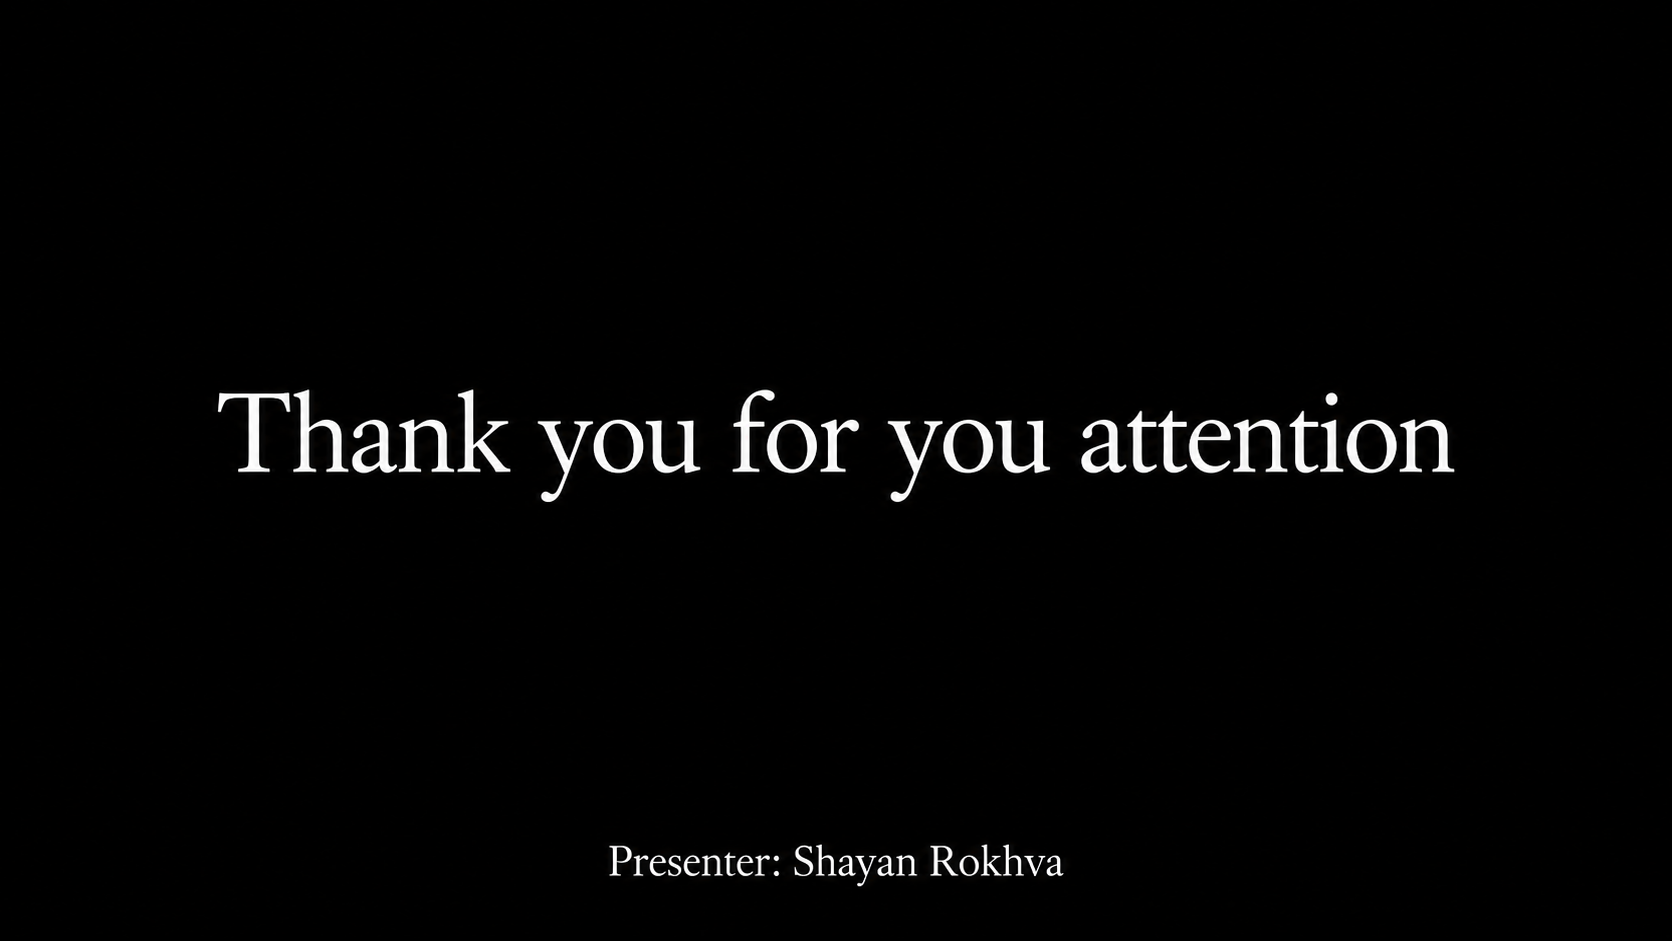 Thank you for you attention
Presenter: Shayan Rokhva